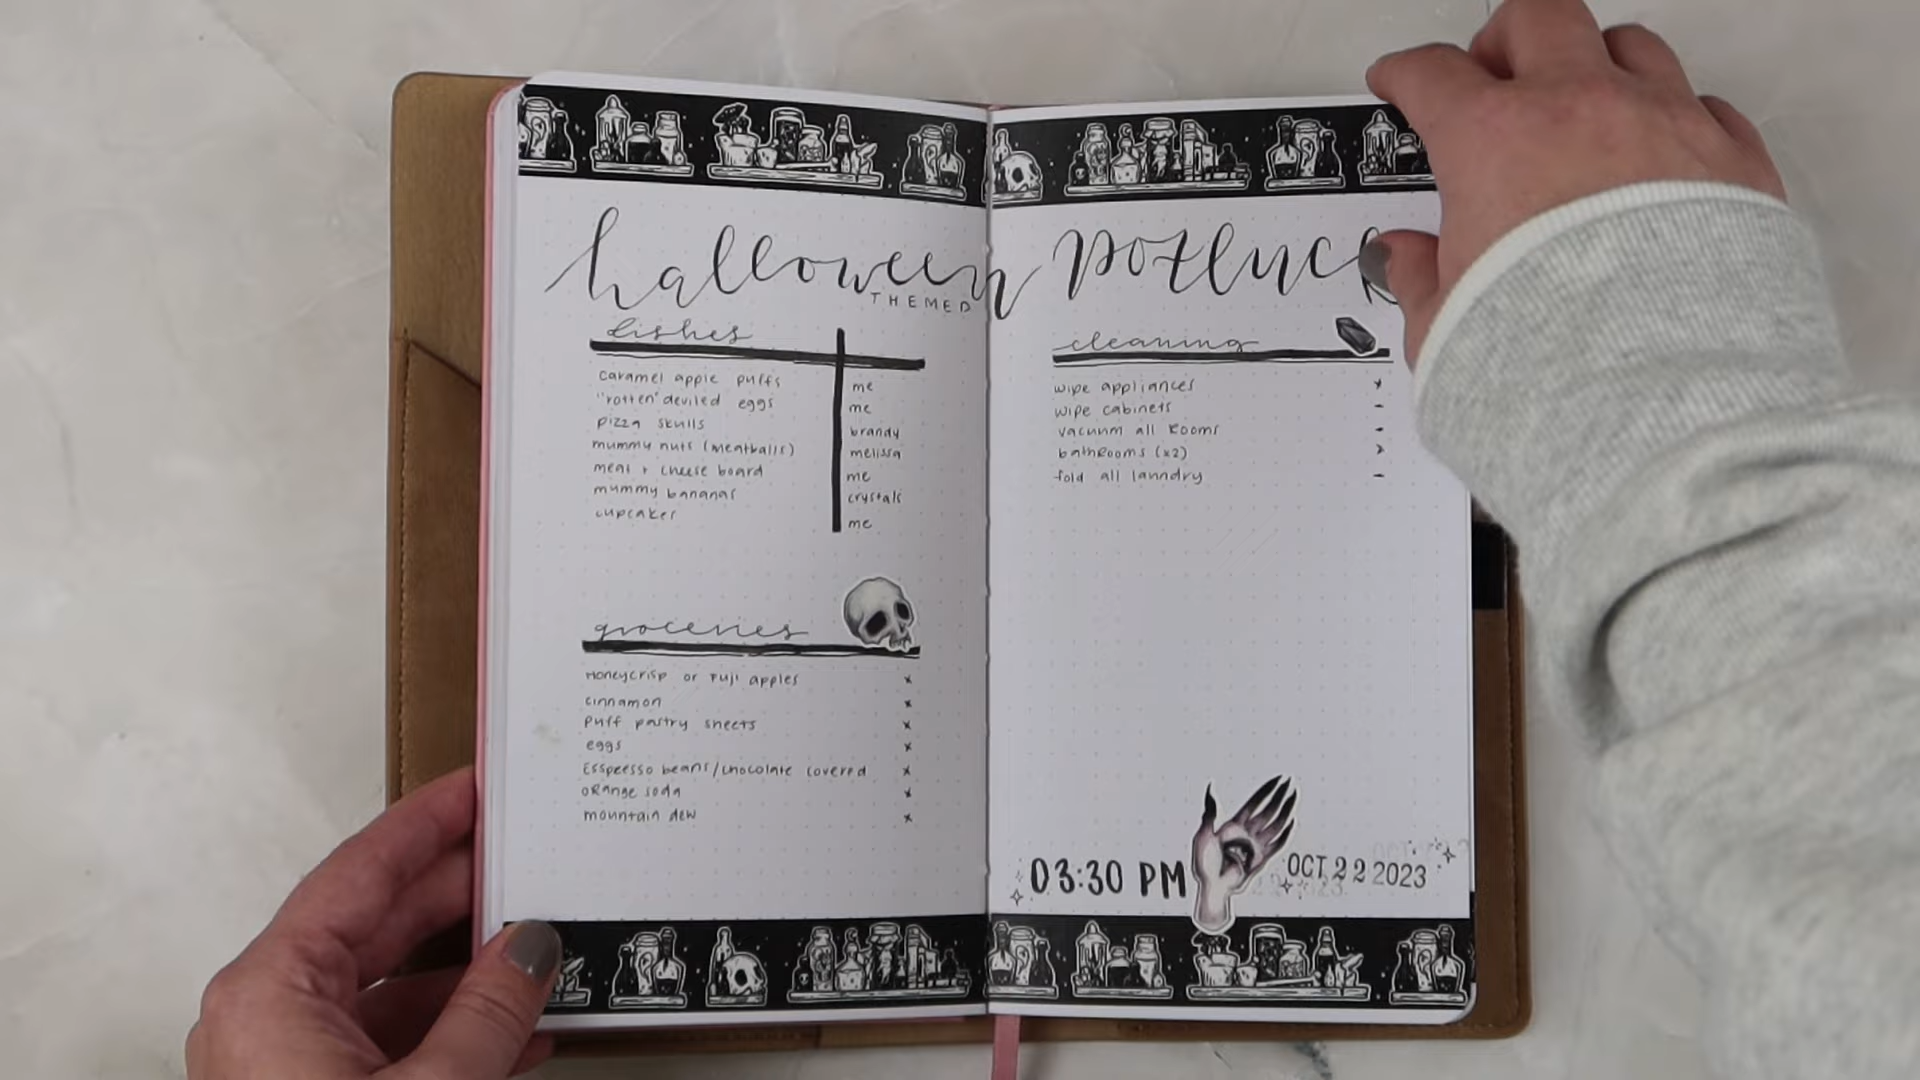 halloween potluck
THEMED
dishes
caramel apple puffs me
"rotten" deviled eggs me
pizza skulls brandy
mummy nuts (meatballs) melissa
meat + cheese board me
mummy bananas crystals
cupcakes me
groceries
Honeycrisp or Fuji apples x
cinnamon x
puff pastry sheets x
eggs x
Esspresso beans/chocolate covered x
orange soda x
mountain dew x
cleaning
wipe appliances x
wipe cabinets -
vacuum all rooms
bathrooms (x2)
fold all laundry -
03:30 PM
OCT 22 2023